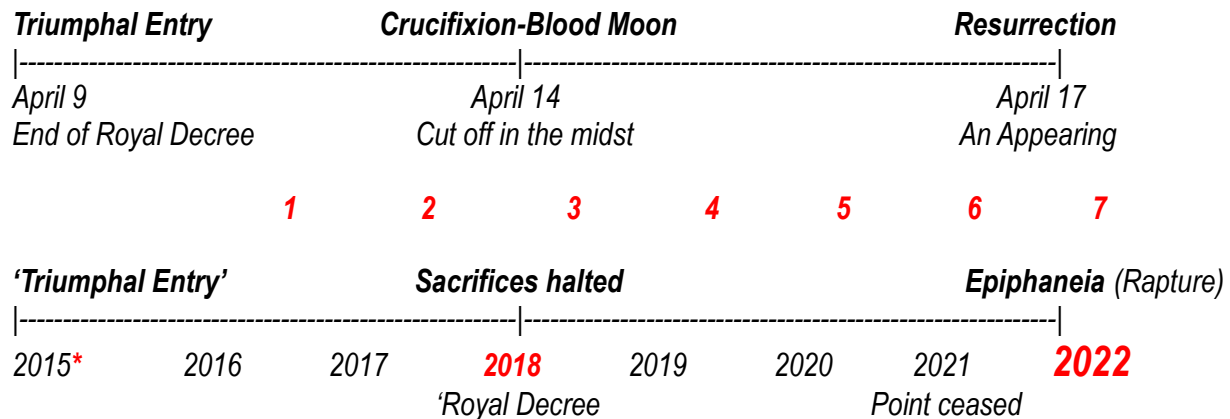 Triumphal Entry Crucifixion-Blood Moon Resurrection
|-----------------------------------------------------------|---------------------------------------------------------------|
April 9 April 14 April 17
End of Royal Decree Cut off in the midst An Appearing
1 2 3 4 5 6 7
‘Triumphal Entry’ Sacrifices halted Epiphaneia (Rapture)
|-----------------------------------------------------------|---------------------------------------------------------------|
2015* 2016 2017 2018 2019 2020 2021 2022
‘Royal Decree Point ceased